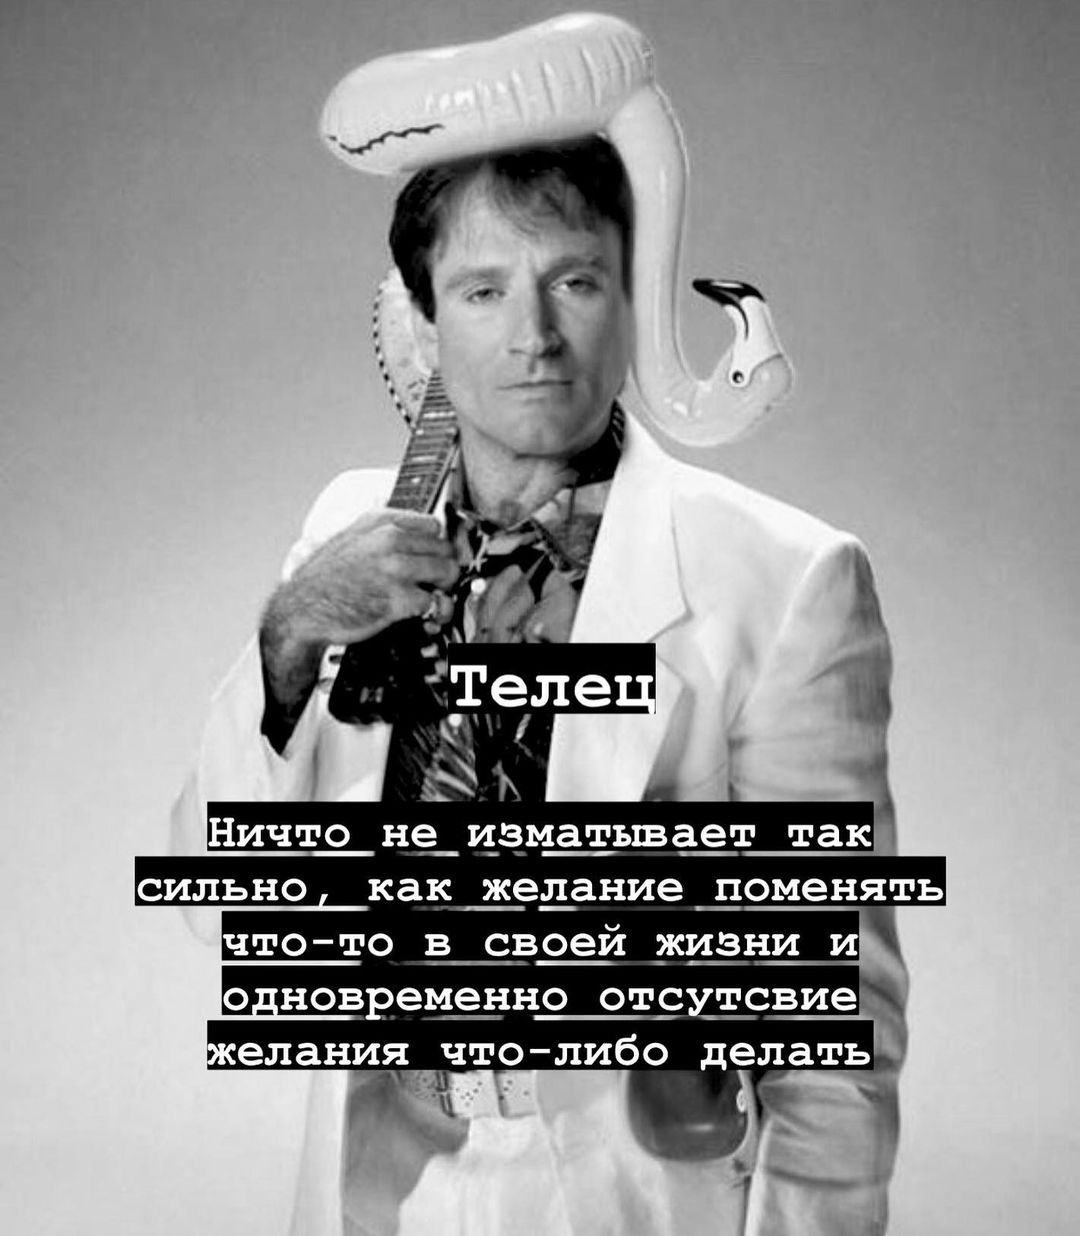 Телец
Ничто не изматывает так
сильно, как желание поменять
что-то в своей жизни и
одновременно отсутсвие
желания что-либо делать